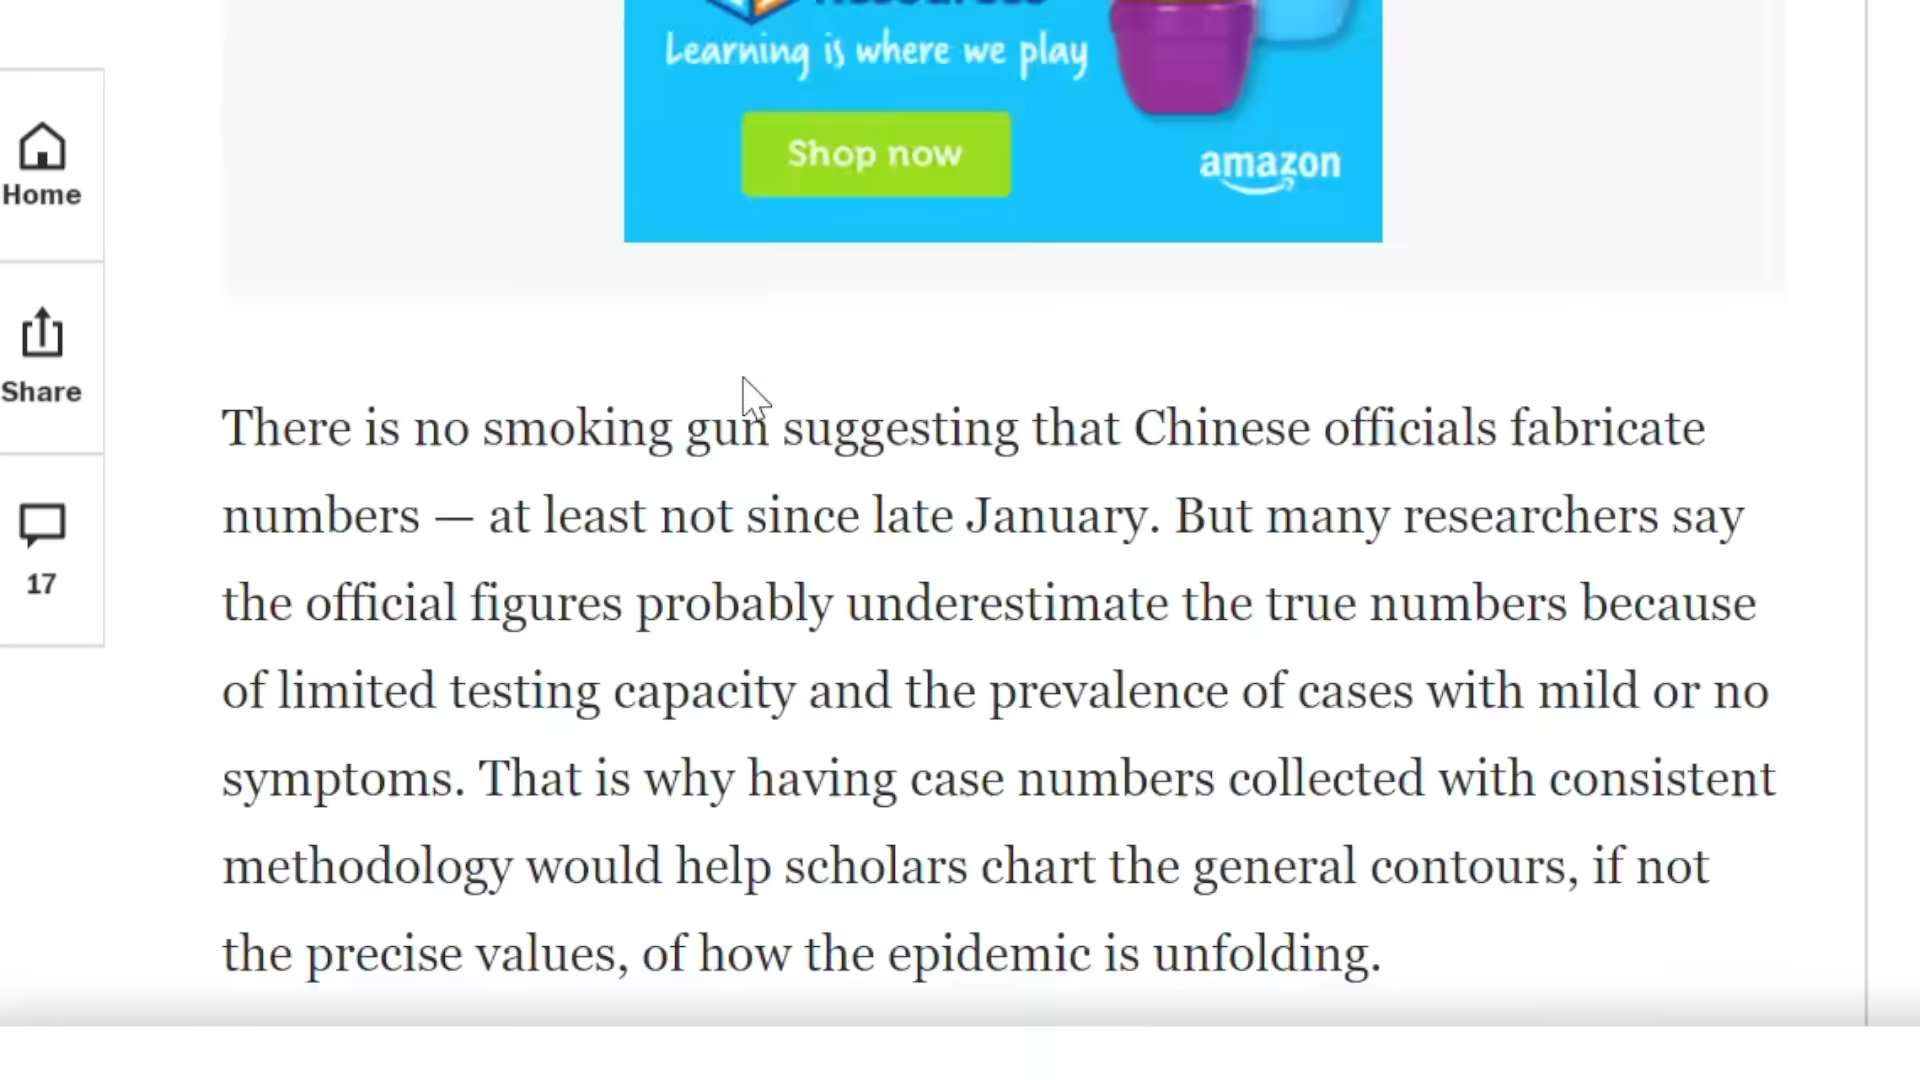 Learning is where we play
Shop now
amazon
Home
Share
17
There is no smoking gun suggesting that Chinese officials fabricate
numbers — at least not since late January. But many researchers say
the official figures probably underestimate the true numbers because
of limited testing capacity and the prevalence of cases with mild or no
symptoms. That is why having case numbers collected with consistent
methodology would help scholars chart the general contours, if not
the precise values, of how the epidemic is unfolding.